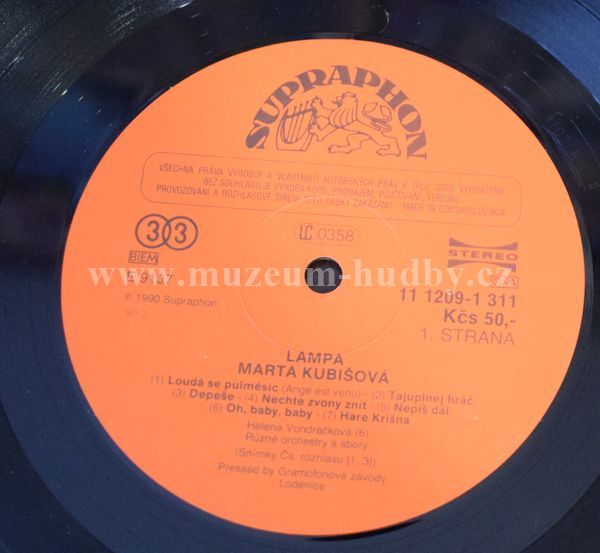 SUPRAPHON
VŠECHNA PRÁVA VÝROBCE A VLASTNÍKŮ AUTORSKÝCH PRÁV K DÍLU JSOU VYHRAZENA.
BEZ SOUHLASU JE VÝROBA KOPIÍ, PRONÁJEM, PŮJČOVÁNÍ, VEŘEJNÉ
PROVOZOVÁNÍ A ROZHLASOVÉ ŠÍŘENÍ TÉTO DESKY ZAKÁZÁNO - MADE IN CZECHOSLOVAKIA
33
LC 0358
STEREO
BIEM
www.muzeum-hudby.cz
℗ 1990 Supraphon
11 1209-1 311
Kčs 50,-
1. STRANA
LAMPA
MARTA KUBIŠOVÁ
(1) Loudá se půlměsíc (Ange est venu) - (2) Tajuplnej hráč
(3) Depeše - (4) Nechte zvony znít - (5) Nepiš dál
(6) Oh, baby, baby - (7) Hare Krišna
Helena Vondráčková (6)
Různé orchestry a sbory
(Snímky Čs. rozhlasu [1, 3])
Pressed by Gramofonové závody,
Loděnice